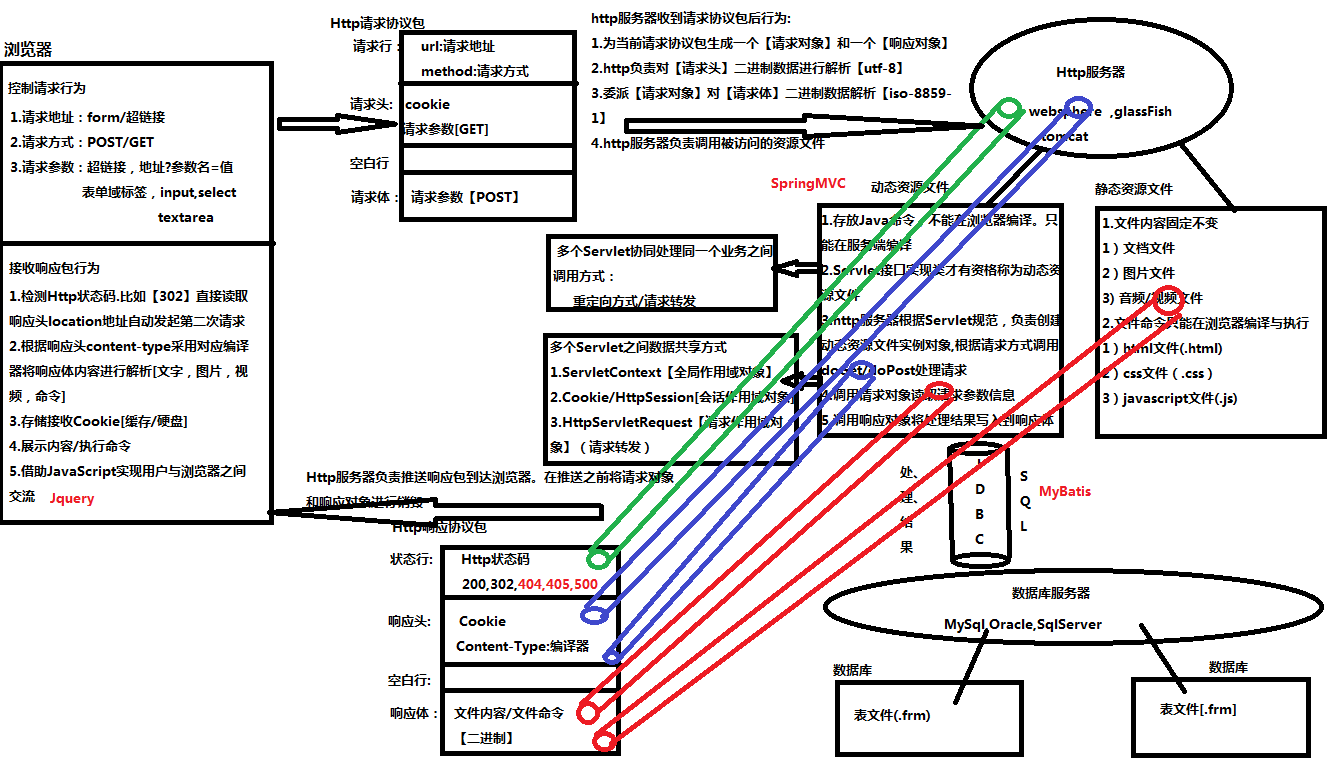 浏览器
控制请求行为
1.请求地址：form/超链接
2.请求方式：POST/GET
3.请求参数：超链接，地址?参数名=值
表单域标签，input,select
textarea
接收响应包行为
1.检测Http状态码.比如【302】直接读取
响应头location地址自动发起第二次请求
2.根据响应头content-type采用对应编译
器将响应体内容进行解析[文字，图片，视
频，命令]
3.存储接收Cookie[缓存/硬盘]
4.展示内容/执行命令
5.借助JavaScript实现用户与浏览器之间
交流
Jquery
Http请求协议包
请求行：
url:请求地址
method:请求方式
请求头:
cookie
请求参数[GET]
空白行
请求体：
请求参数【POST】
http服务器收到请求协议包后行为:
1.为当前请求协议包生成一个【请求对象】和一个【响应对象】
2.http负责对【请求头】二进制数据进行解析【utf-8】
3.委派【请求对象】对【请求体】二进制数据解析【iso-8859-
1】
4.http服务器负责调用被访问的资源文件
Http服务器
websphere ,glassFish
tomcat
SpringMVC
动态资源文件
1.存放Java命令，不能在浏览器编译。只
能在服务端编译
2.Servlet接口实现类才有资格称为动态资
源文件
3.http服务器根据Servlet规范，负责创建
动态资源文件实例对象,根据请求方式调用
doGet/doPost处理请求
4.调用请求对象读取请求参数信息
5.调用响应对象将处理结果写入到响应体
静态资源文件
1.文件内容固定不变
1）文档文件
2）图片文件
3) 音频/视频文件
2.文件命令只能在浏览器编译与执行
1）html文件(.html)
2）css文件（.css）
3）javascript文件(.js)
多个Servlet协同处理同一个业务之间
调用方式：
重定向方式/请求转发
多个Servlet之间数据共享方式
1.ServletContext【全局作用域对象】
2.Cookie/HttpSession[会话作用域对象]
3.HttpServletRequest【请求作用域对
象】（请求转发）
Http服务器负责推送响应包到达浏览器。在推送之前将请求对象
和响应对象进行销毁
Http响应协议包
状态行:
Http状态码
200,302,404,405,500
响应头:
Cookie
Content-Type:编译器
空白行:
响应体：
文件内容/文件命令
【二进制】
处、
理、
结
果
J
D
B
C
S
Q
L
MyBatis
数据库服务器
MySql,Oracle,SqlServer
数据库
表文件(.frm)
数据库
表文件[.frm]